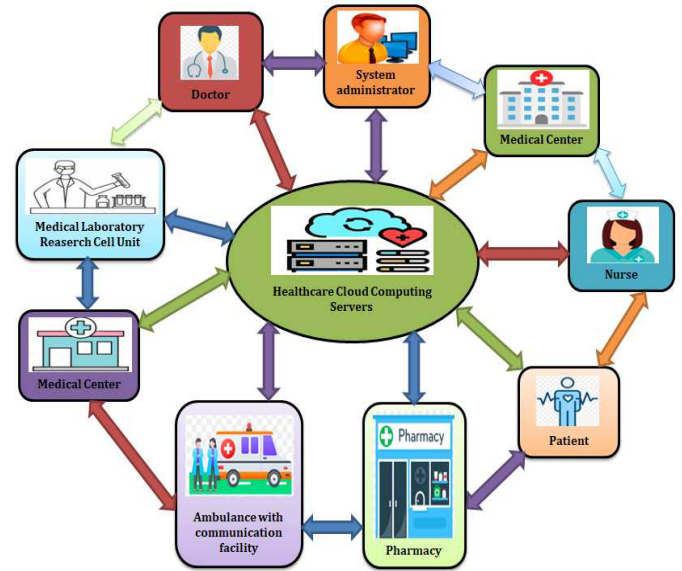 Doctor
System
administrator
Medical Center
Medical Laboratory
Reaserch Cell Unit
Healthcare Cloud Computing
Servers
Nurse
Medical Center
Patient
Ambulance with
communication
facility
Pharmacy
Pharmacy